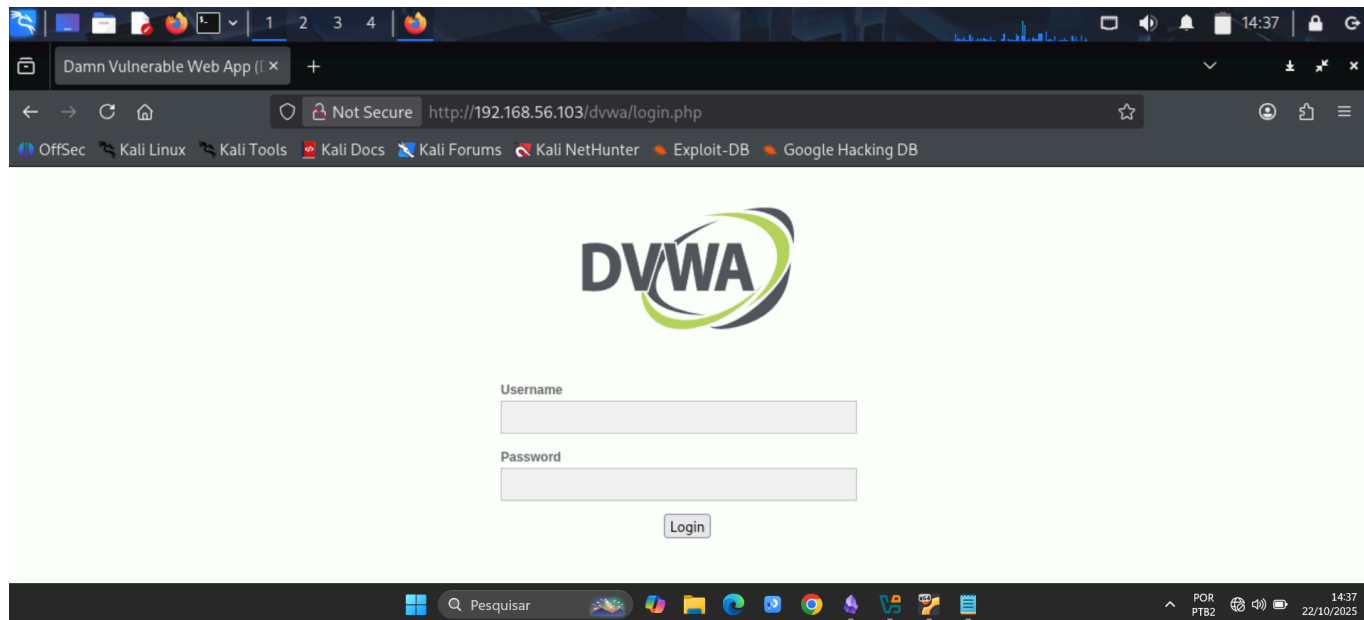 1 2 3 4 14:37
Damn Vulnerable Web App (D
Not Secure http://192.168.56.103/dvwa/login.php
OffSec Kali Linux Kali Tools Kali Docs Kali Forums Kali NetHunter Exploit-DB Google Hacking DB
DVWA
Username
Password
Login
Pesquisar POR 14:37
PTB2 22/10/2025